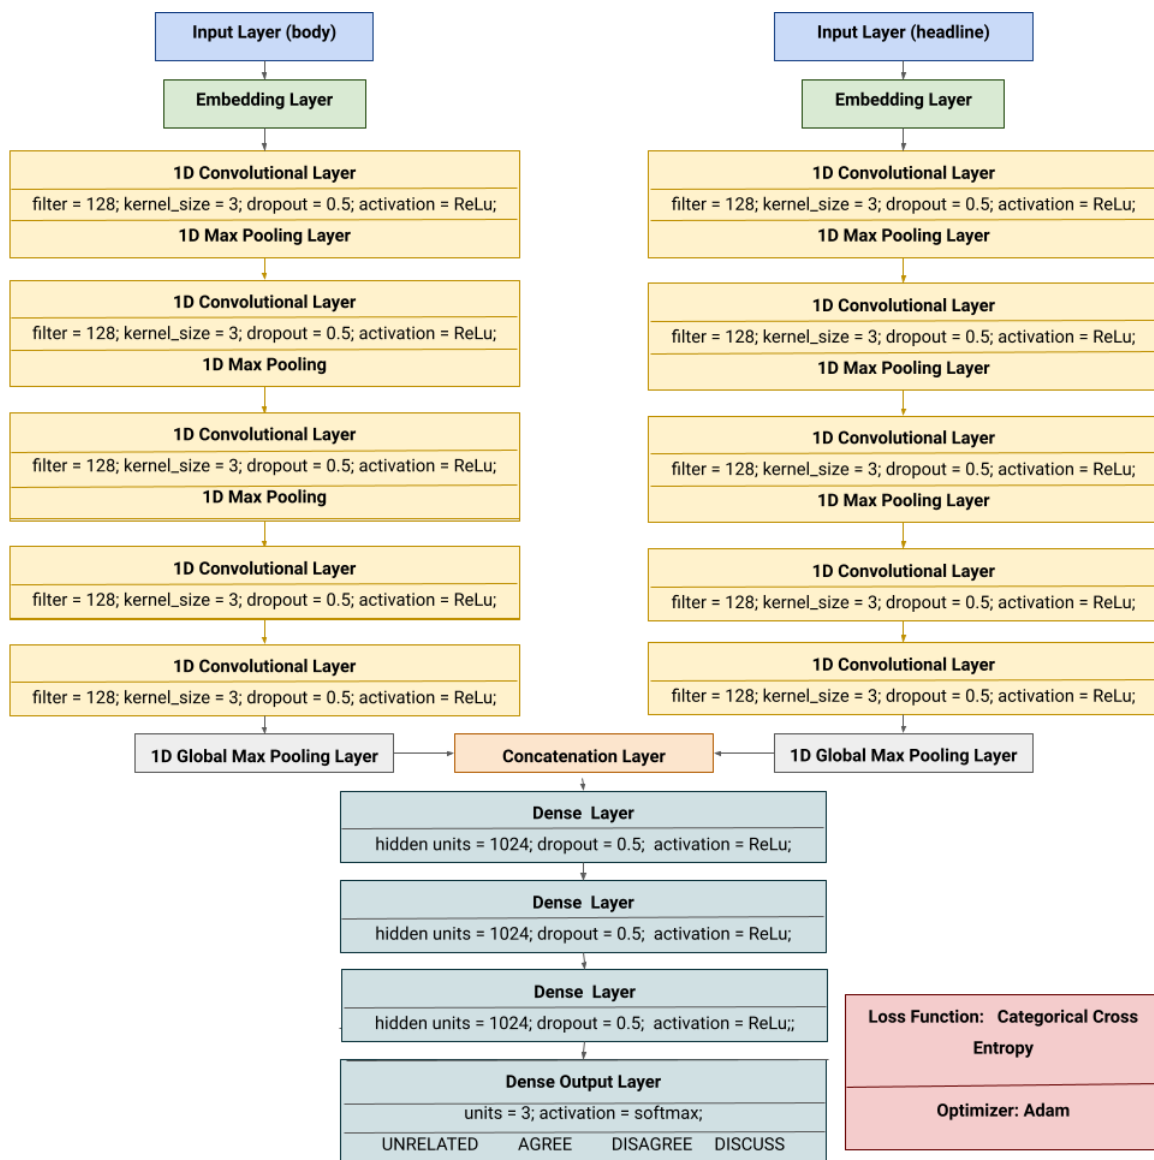 Input Layer (body)
Embedding Layer
1D Convolutional Layer
filter = 128; kernel_size = 3; dropout = 0.5; activation = ReLu;
1D Max Pooling Layer
1D Convolutional Layer
filter = 128; kernel_size = 3; dropout = 0.5; activation = ReLu;
1D Max Pooling
1D Convolutional Layer
filter = 128; kernel_size = 3; dropout = 0.5; activation = ReLu;
1D Max Pooling
1D Convolutional Layer
filter = 128; kernel_size = 3; dropout = 0.5; activation = ReLu;
1D Convolutional Layer
filter = 128; kernel_size = 3; dropout = 0.5; activation = ReLu;
1D Global Max Pooling Layer
Input Layer (headline)
Embedding Layer
1D Convolutional Layer
filter = 128; kernel_size = 3; dropout = 0.5; activation = ReLu;
1D Max Pooling Layer
1D Convolutional Layer
filter = 128; kernel_size = 3; dropout = 0.5; activation = ReLu;
1D Max Pooling Layer
1D Convolutional Layer
filter = 128; kernel_size = 3; dropout = 0.5; activation = ReLu;
1D Max Pooling Layer
1D Convolutional Layer
filter = 128; kernel_size = 3; dropout = 0.5; activation = ReLu;
1D Convolutional Layer
filter = 128; kernel_size = 3; dropout = 0.5; activation = ReLu;
1D Global Max Pooling Layer
Concatenation Layer
Dense Layer
hidden units = 1024; dropout = 0.5; activation = ReLu;
Dense Layer
hidden units = 1024; dropout = 0.5; activation = ReLu;
Dense Layer
hidden units = 1024; dropout = 0.5; activation = ReLu;;
Dense Output Layer
units = 3; activation = softmax;
UNRELATED AGREE DISAGREE DISCUSS
Loss Function: Categorical Cross
Entropy
Optimizer: Adam